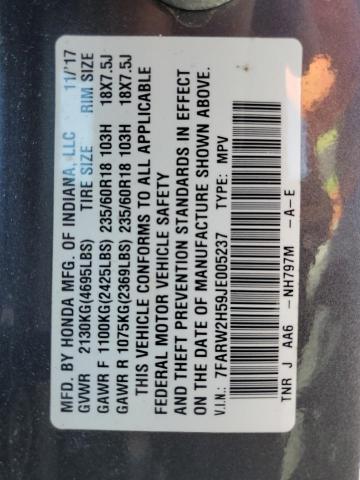 MFD. BY HONDA MFG. OF INDIANA, LLC 11/'17
GVWR 2130KG(4695LBS) TIRE SIZE RIM SIZE
GAWR F 1100KG(2425LBS) 235/60R18 103H 18X7.5J
GAWR R 1075KG(2369LBS) 235/60R18 103H 18X7.5J
THIS VEHICLE CONFORMS TO ALL APPLICABLE
FEDERAL MOTOR VEHICLE SAFETY
AND THEFT PREVENTION STANDARDS IN EFFECT
ON THE DATE OF MANUFACTURE SHOWN ABOVE.
V.I.N.: 7FARW2H59JE005237 TYPE: MPV
TNR J AA6 -NH797M -A-E